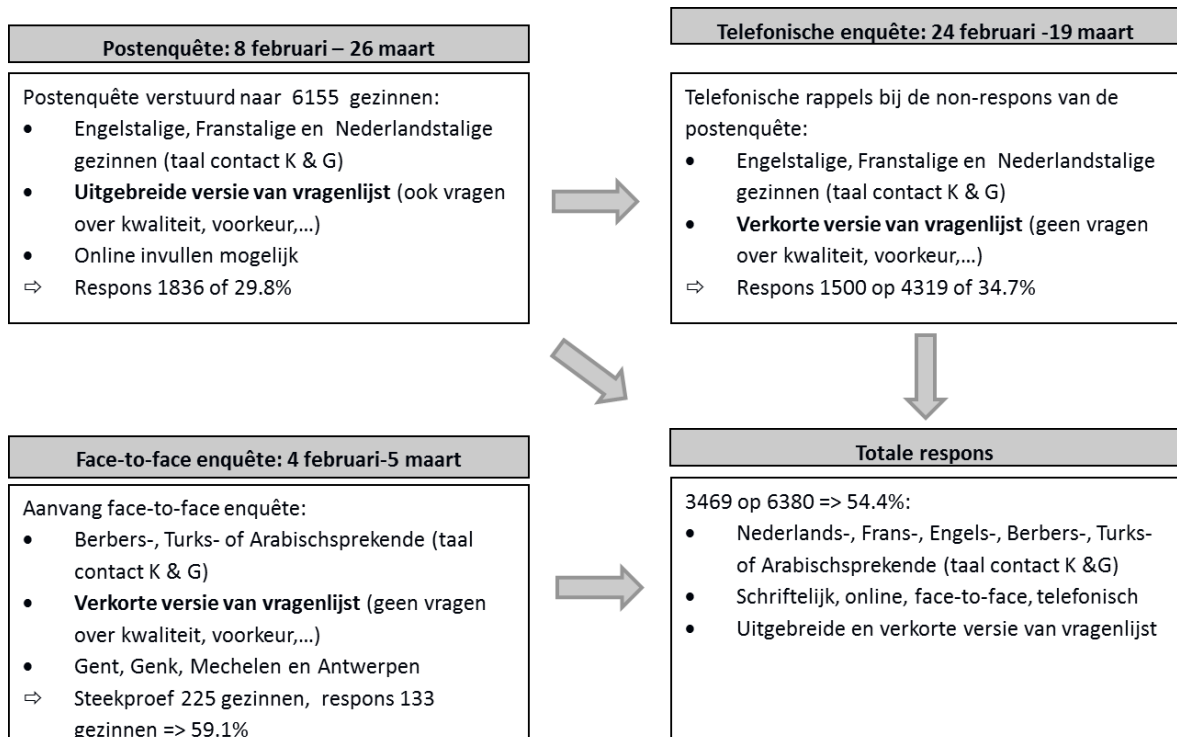 Postenquête: 8 februari – 26 maart
Postenquête verstuurd naar 6155 gezinnen:
• Engelstalige, Franstalige en Nederlandstalige
gezinnen (taal contact K & G)
• Uitgebreide versie van vragenlijst (ook vragen
over kwaliteit, voorkeur,...)
• Online invullen mogelijk
⇨ Respons 1836 of 29.8%
Telefonische enquête: 24 februari -19 maart
Telefonische rappels bij de non-respons van de
postenquête:
• Engelstalige, Franstalige en Nederlandstalige
gezinnen (taal contact K & G)
• Verkorte versie van vragenlijst (geen vragen
over kwaliteit, voorkeur,...)
⇨ Respons 1500 op 4319 of 34.7%
Face-to-face enquête: 4 februari-5 maart
Aanvang face-to-face enquête:
• Berbers-, Turks- of Arabischsprekende (taal
contact K & G)
• Verkorte versie van vragenlijst (geen vragen
over kwaliteit, voorkeur,...)
• Gent, Genk, Mechelen en Antwerpen
⇨ Steekproef 225 gezinnen, respons 133
gezinnen => 59.1%
Totale respons
3469 op 6380 => 54.4%:
• Nederlands-, Frans-, Engels-, Berbers-, Turks-
of Arabischsprekende (taal contact K &G)
• Schriftelijk, online, face-to-face, telefonisch
• Uitgebreide en verkorte versie van vragenlijst